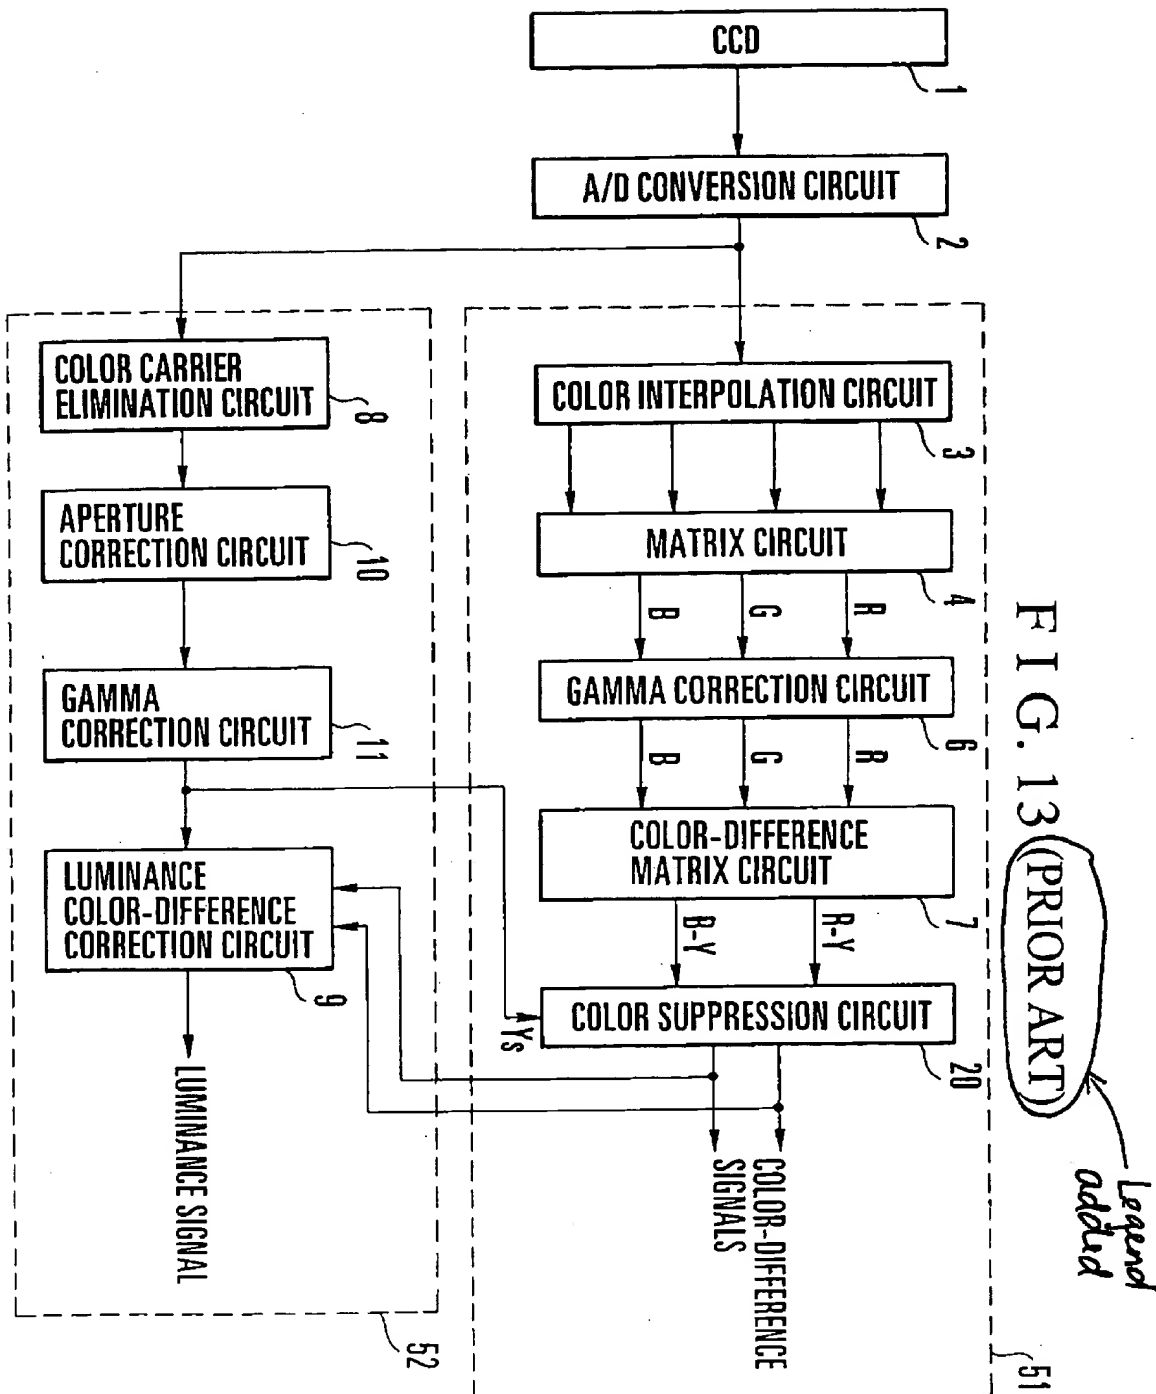 FIG. 13 (PRIOR ART)
Legend
added
CCD
1
A/D CONVERSION CIRCUIT
2
COLOR INTERPOLATION CIRCUIT
3
MATRIX CIRCUIT
4
R
G
B
GAMMA CORRECTION CIRCUIT
6
R
G
B
COLOR-DIFFERENCE
MATRIX CIRCUIT
7
R-Y
B-Y
COLOR SUPPRESSION CIRCUIT
20
Ys
COLOR-DIFFERENCE
SIGNALS
51
COLOR CARRIER
ELIMINATION CIRCUIT
8
APERTURE
CORRECTION CIRCUIT
10
GAMMA
CORRECTION CIRCUIT
11
LUMINANCE
COLOR-DIFFERENCE
CORRECTION CIRCUIT
9
LUMINANCE SIGNAL
52